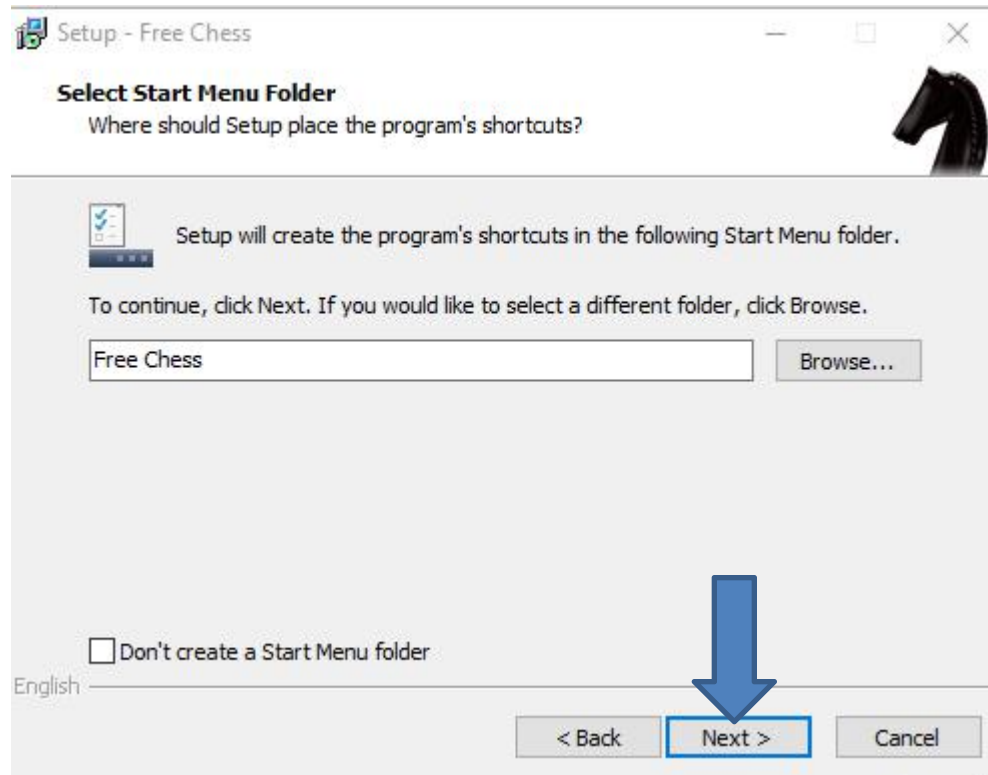 Setup - Free Chess
Select Start Menu Folder
Where should Setup place the program's shortcuts?
Setup will create the program's shortcuts in the following Start Menu folder.
To continue, click Next. If you would like to select a different folder, click Browse.
Free Chess
Browse...
Don't create a Start Menu folder
English
< Back
Next >
Cancel